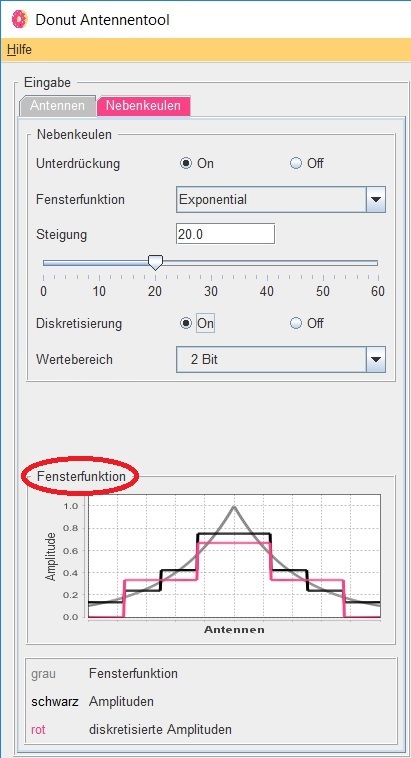 Donut Antennentool
Hilfe
Eingabe
Antennen Nebenkeulen
Nebenkeulen
Unterdrückung On Off
Fensterfunktion Exponential
Steigung 20.0
0 10 20 30 40 50 60
Diskretisierung On Off
Wertebereich 2 Bit
Fensterfunktion
1.0
0.8
0.6
0.4
0.2
0.0
Amplitude
Antennen
grau Fensterfunktion
schwarz Amplituden
rot diskretisierte Amplituden